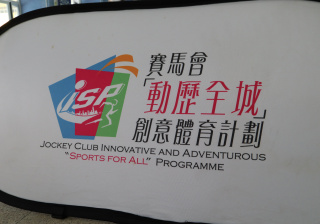 iSP
賽馬會
「動歷全城」
創意體育計劃
JOCKEY CLUB INNOVATIVE AND ADVENTUROUS
"SPORTS FOR ALL" PROGRAMME